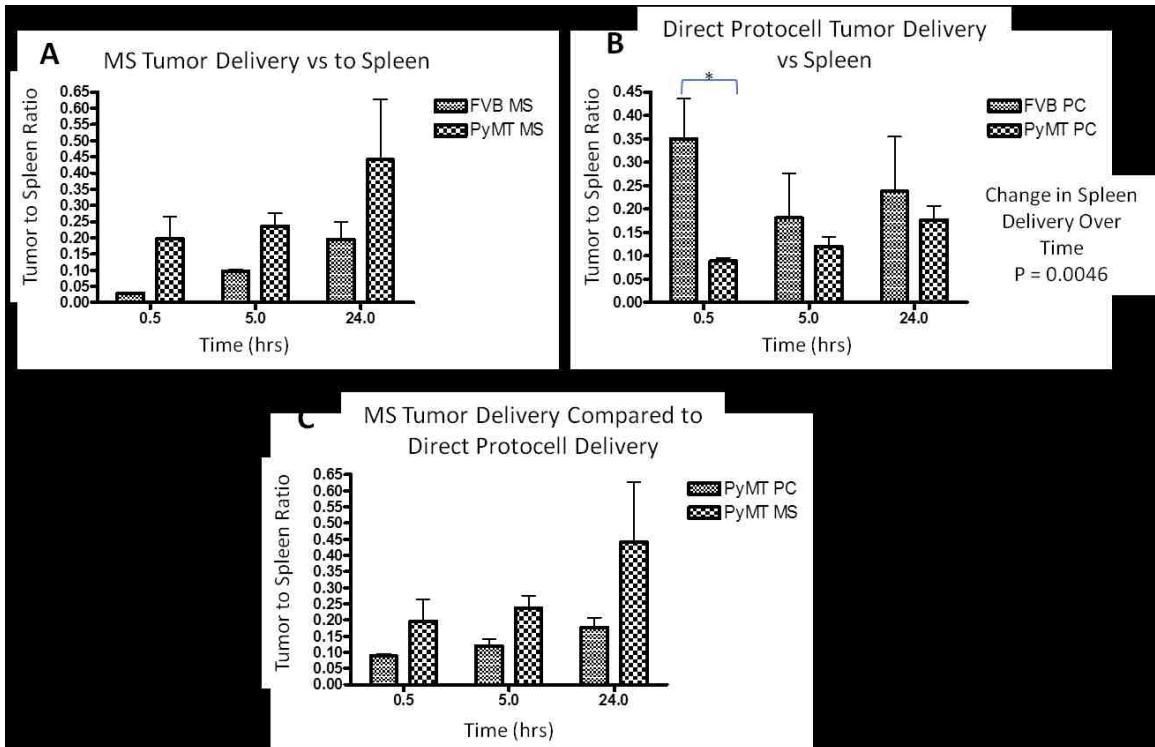 A
MS Tumor Delivery vs to Spleen
Tumor to Spleen Ratio
0.65
0.60
0.55
0.50
0.45
0.40
0.35
0.30
0.25
0.20
0.15
0.10
0.05
0.00
0.5
5.0
24.0
Time (hrs)
FVB MS
PyMT MS
B
Direct Protocell Tumor Delivery
vs Spleen
Tumor to Spleen Ratio
0.45
0.40
0.35
0.30
0.25
0.20
0.15
0.10
0.05
0.00
*
0.5
5.0
24.0
Time (hrs)
FVB PC
PyMT PC
Change in Spleen
Delivery Over
Time
P = 0.0046
C
MS Tumor Delivery Compared to
Direct Protocell Delivery
Tumor to Spleen Ratio
0.65
0.60
0.55
0.50
0.45
0.40
0.35
0.30
0.25
0.20
0.15
0.10
0.05
0.00
0.5
5.0
24.0
Time (hrs)
PyMT PC
PyMT MS